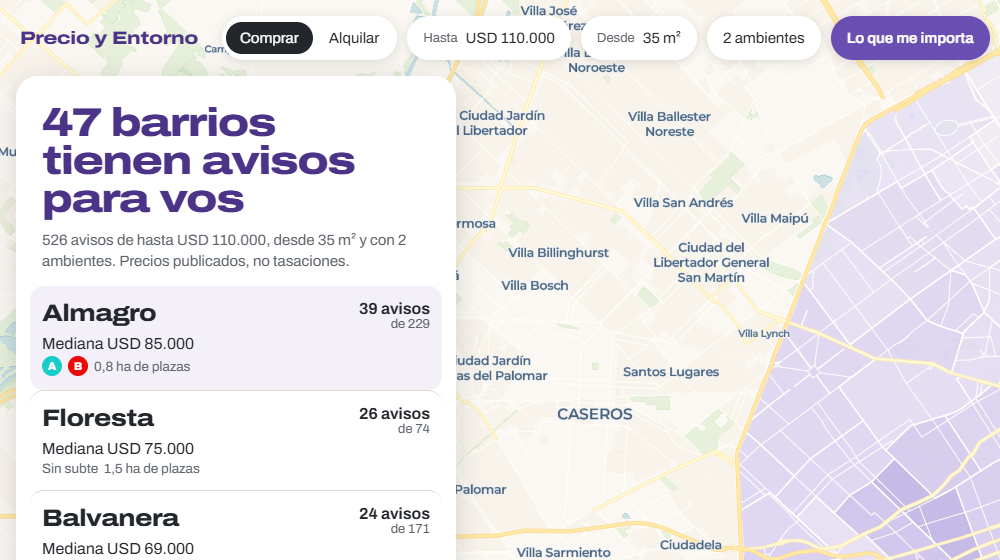 Precio y Entorno
Comprar
Alquilar
Hasta USD 110.000
Desde 35 m²
2 ambientes
Lo que me importa
47 barrios
tienen avisos
para vos
526 avisos de hasta USD 110.000, desde 35 m² y con 2
ambientes. Precios publicados, no tasaciones.
Almagro
39 avisos
de 229
Mediana USD 85.000
A B 0,8 ha de plazas
Floresta
26 avisos
de 74
Mediana USD 75.000
Sin subte 1,5 ha de plazas
Balvanera
24 avisos
de 171
Mediana USD 69.000
Villa José
Noroeste
Ciudad Jardín
Libertador
Villa Ballester
Noreste
Villa San Andrés
Villa Maipú
Villa Billinghurst
Ciudad del
Libertador General
San Martín
Villa Bosch
Villa Lynch
Jardín
del Palomar
Santos Lugares
CASEROS
Palomar
Villa Sarmiento
Ciudadela